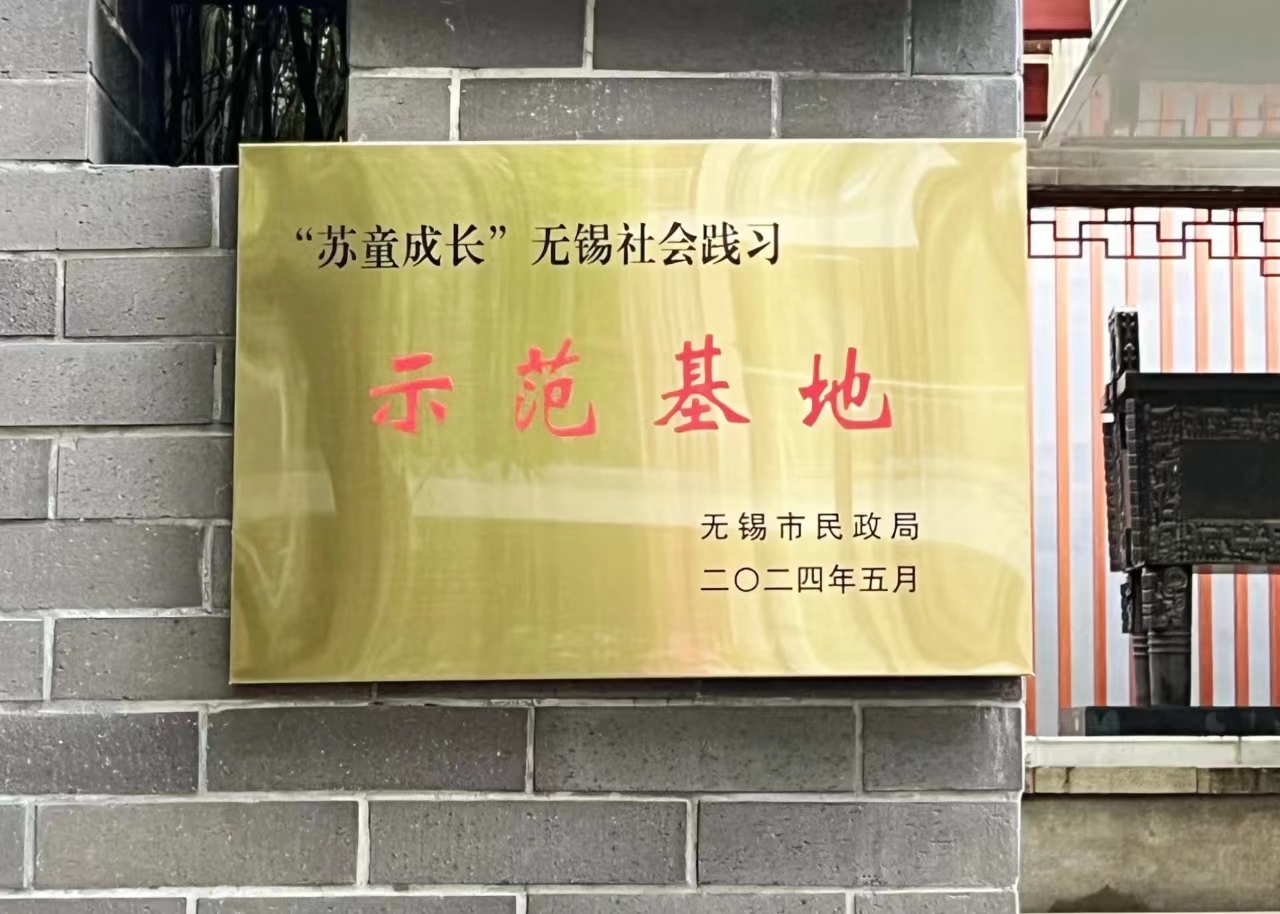 “苏童成长”无锡社会践习
示范基地
无锡市民政局
二〇二四年五月